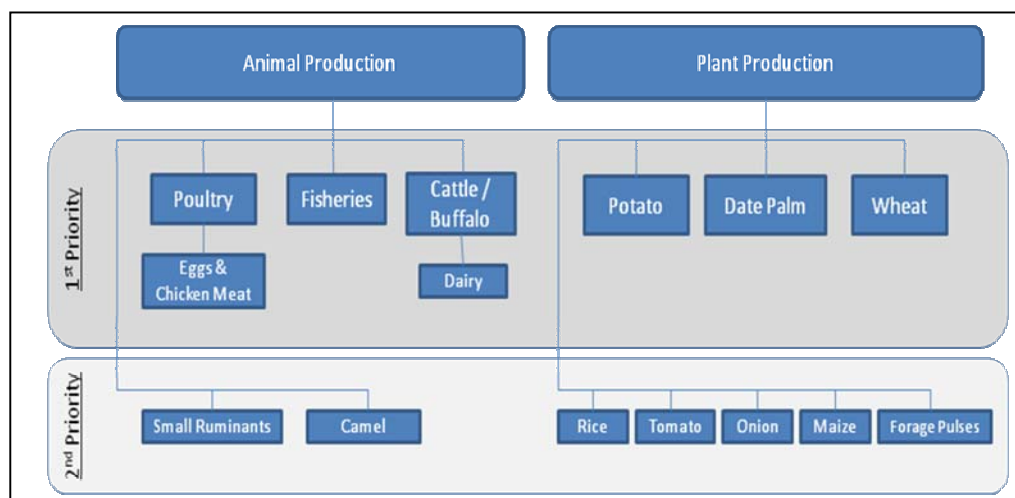 Animal Production
Plant Production
1st Priority
Poultry
Fisheries
Cattle /
Buffalo
Potato
Date Palm
Wheat
Eggs &
Chicken Meat
Dairy
2nd Priority
Small Ruminants
Camel
Rice
Tomato
Onion
Maize
Forage Pulses